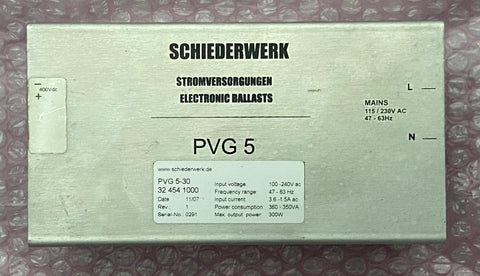 SCHIEDERWERK
STROMVERSORGUNGEN
ELECTRONIC BALLASTS
−
400Vdc
+
L
MAINS
115 / 230V AC
47 - 63Hz
N
PVG 5
www.schiederwerk.de
PVG 5-30
32 454 1000
Date 11/07
Rev.: 1
Serial-No.: 0291
Input voltage: 100 -240V ac
Frequency range: 47 - 63 Hz
Input current: 3.6 -1.5A ac
Power consumption: 360 - 350VA
Max. output power: 300W